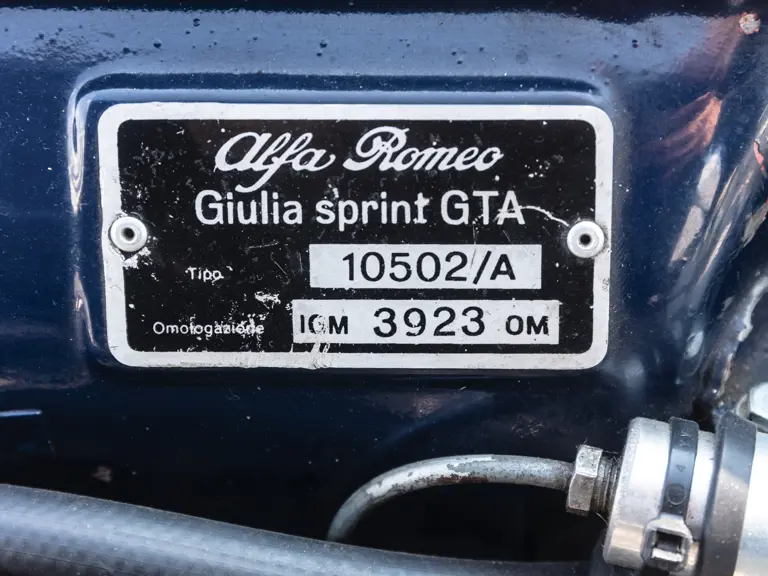 Alfa Romeo
Giulia sprint GTA
Tipo 10502/A
Omologazione IGM 3923 OM